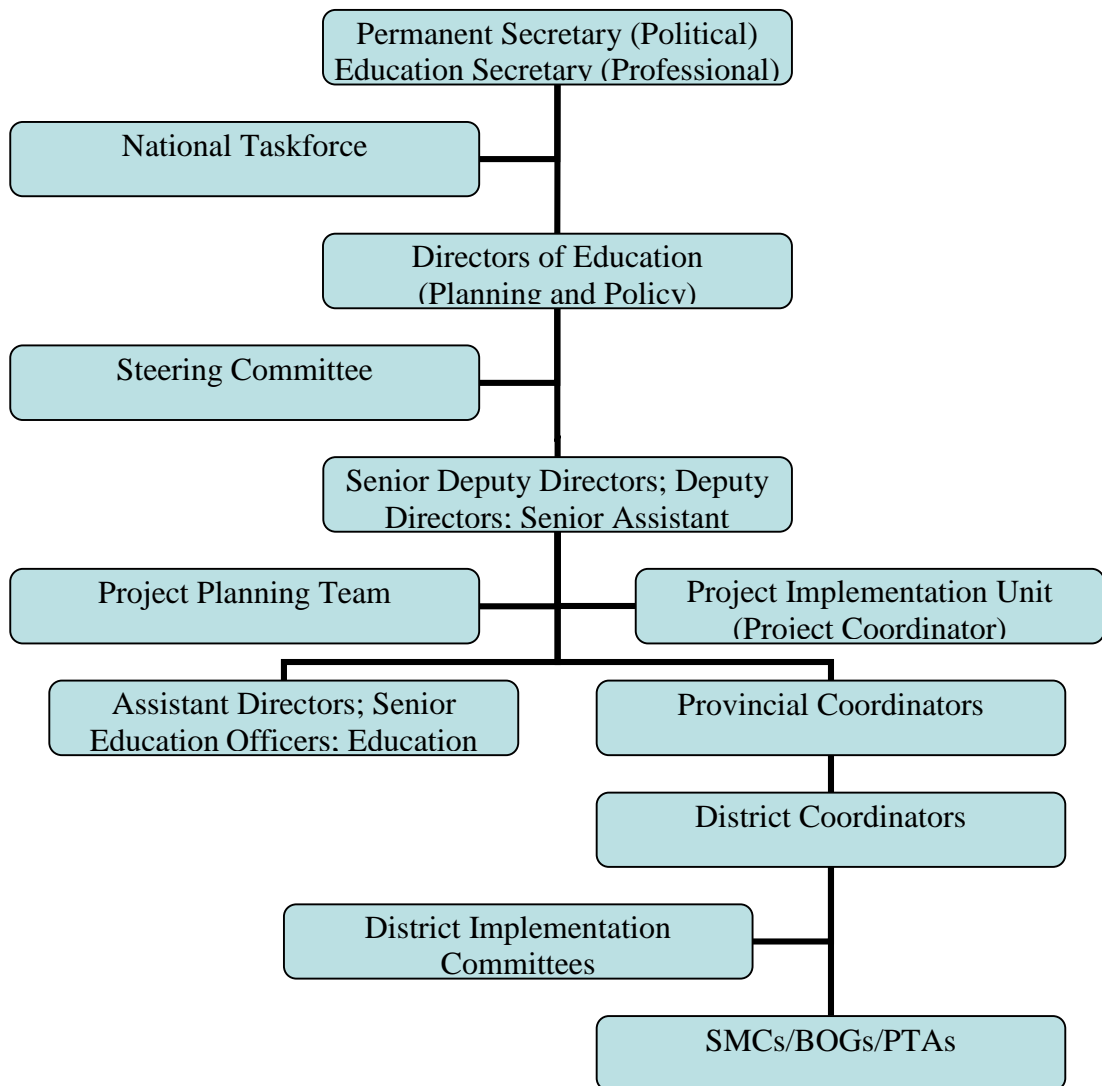 Permanent Secretary (Political)
Education Secretary (Professional)
National Taskforce
Directors of Education
(Planning and Policy)
Steering Committee
Senior Deputy Directors; Deputy
Directors; Senior Assistant
Project Planning Team
Project Implementation Unit
(Project Coordinator)
Assistant Directors; Senior
Education Officers; Education
Provincial Coordinators
District Coordinators
District Implementation
Committees
SMCs/BOGs/PTAs